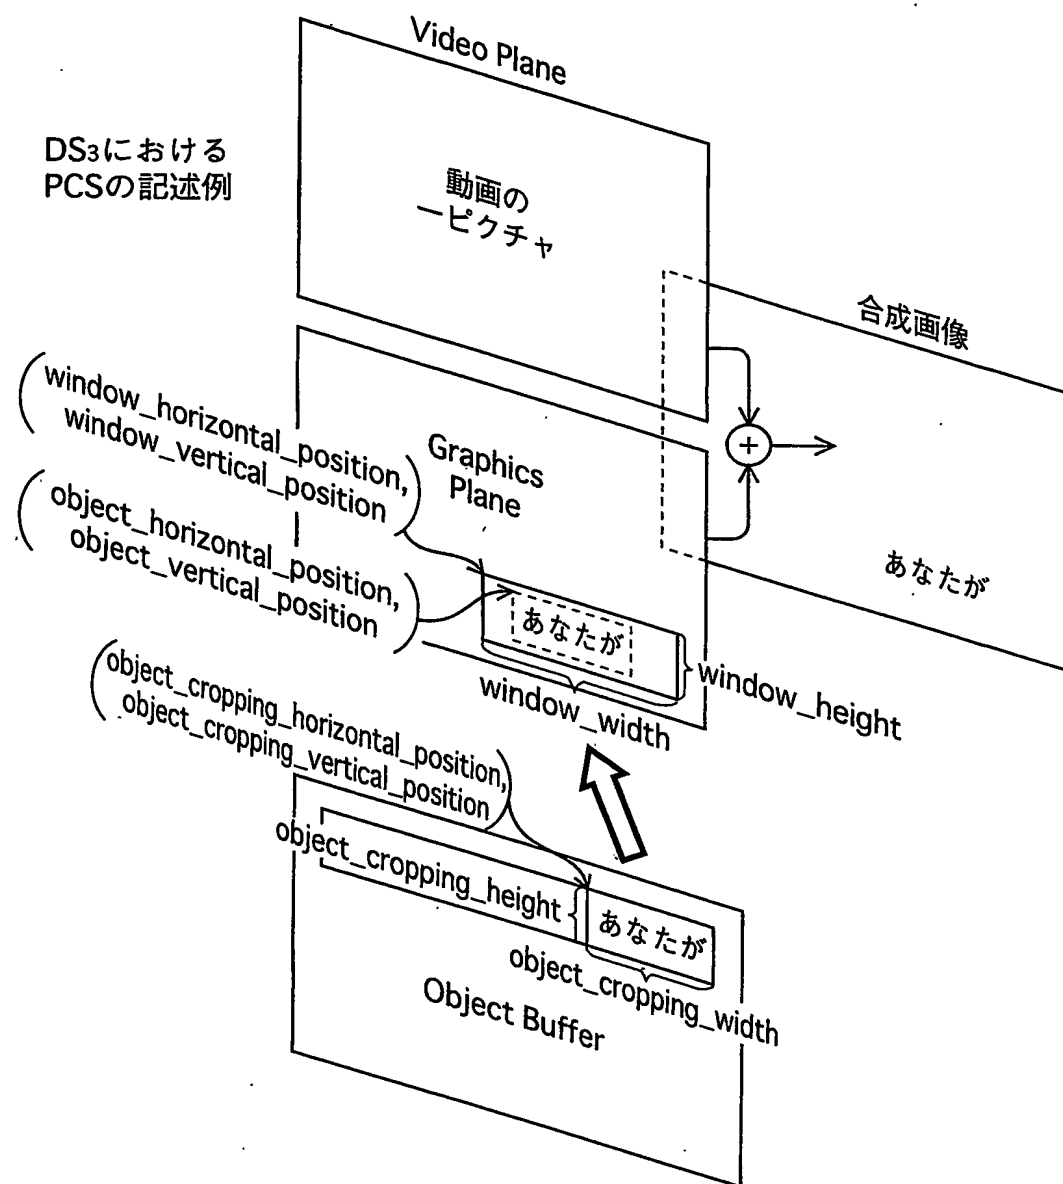 Video Plane
DS3における
PCSの記述例
動画の
一ピクチャ
合成画像
window_horizontal_position,
window_vertical_position
Graphics
Plane
+
object_horizontal_position,
object_vertical_position
あなたが
あなたが
window_height
window_width
object_cropping_horizontal_position,
object_cropping_vertical_position
object_cropping_height
あなたが
object_cropping_width
Object Buffer